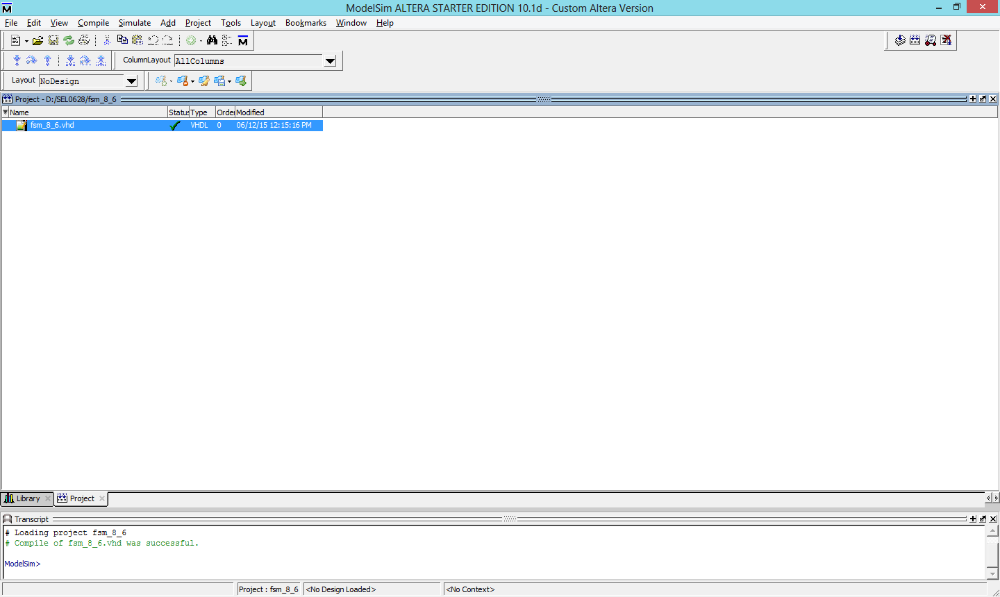 ModelSim ALTERA STARTER EDITION 10.1d - Custom Altera Version
File Edit View Compile Simulate Add Project Tools Layout Bookmarks Window Help
ColumnLayout AllColumns
Layout NoDesign
Project - D:/SEL0628/fsm_8_6
Name Status Type Order Modified
fsm_8_6.vhd VHDL 0 06/12/15 12:15:16 PM
Library Project
Transcript
# Loading project fsm_8_6
# Compile of fsm_8_6.vhd was successful.
ModelSim>
Project : fsm_8_6 <No Design Loaded> <No Context>